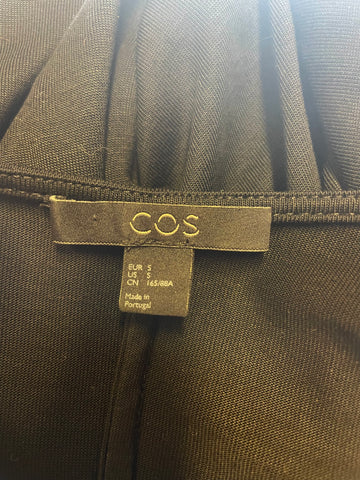 COS
EUR S
US S
CN 165/88A
Made in
Portugal